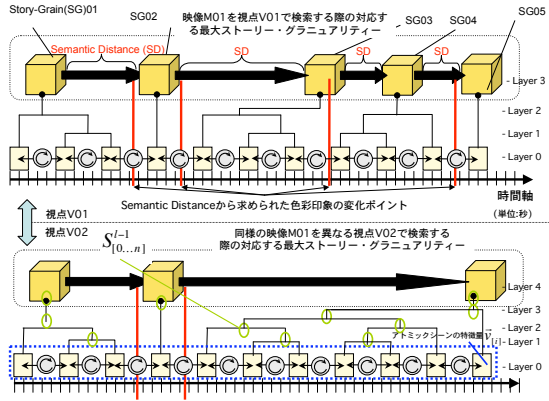 Story-Grain(SG)01
SG02
映像M01を視点V01で検索する際の対応す
る最大ストーリー・グラニュアリティー
SG03
SG04
SG05
Semantic Distance (SD)
SD
SD
SD
- Layer 3
- Layer 2
- Layer 1
- Layer 0
時間軸
(単位:秒)
Semantic Distanceから求められた色彩印象の変化ポイント
視点V01
視点V02
同様の映像M01を異なる視点V02で検索する
際の対応する最大ストーリー・グラニュアリティー
S^{l-1}_{[0…n]}
- Layer 4
- Layer 3
- Layer 2
アトミックシーンの特徴量 v_{[i]}
- Layer 1
- Layer 0